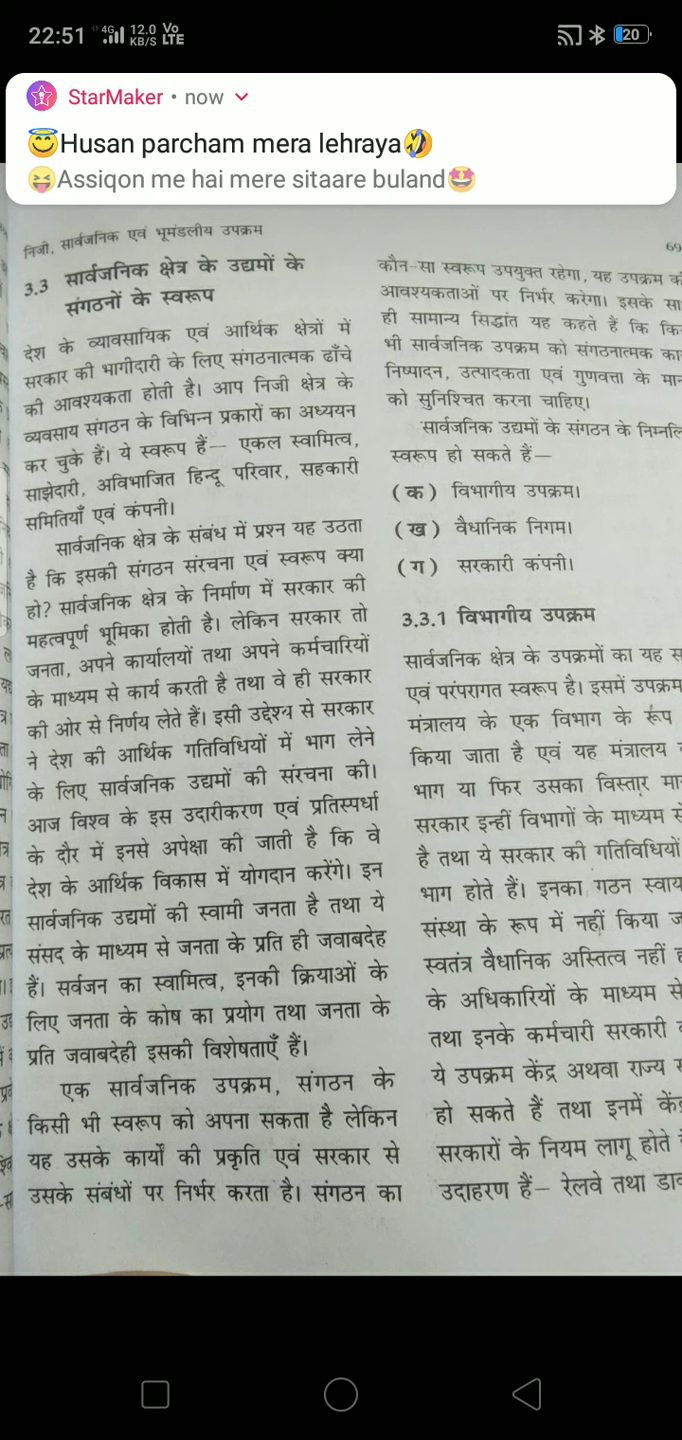 22:51 4G 12.0 KB/S Vo LTE 20
StarMaker • now
😇Husan parcham mera lehraya🤣
😝Assiqon me hai mere sitaare buland🤩
निजी, सार्वजनिक एवं भूमंडलीय उपक्रम
69
3.3 सार्वजनिक क्षेत्र के उद्यमों के
संगठनों के स्वरूप
देश के व्यावसायिक एवं आर्थिक क्षेत्रों में
सरकार की भागीदारी के लिए संगठनात्मक ढाँचे
की आवश्यकता होती है। आप निजी क्षेत्र के
व्यवसाय संगठन के विभिन्न प्रकारों का अध्ययन
कर चुके हैं। ये स्वरूप हैं— एकल स्वामित्व,
साझेदारी, अविभाजित हिन्दू परिवार, सहकारी
समितियाँ एवं कंपनी।
सार्वजनिक क्षेत्र के संबंध में प्रश्न यह उठता
है कि इसकी संगठन संरचना एवं स्वरूप क्या
हो? सार्वजनिक क्षेत्र के निर्माण में सरकार की
महत्वपूर्ण भूमिका होती है। लेकिन सरकार तो
जनता, अपने कार्यालयों तथा अपने कर्मचारियों
के माध्यम से कार्य करती है तथा वे ही सरकार
की ओर से निर्णय लेते हैं। इसी उद्देश्य से सरकार
ने देश की आर्थिक गतिविधियों में भाग लेने
के लिए सार्वजनिक उद्यमों की संरचना की।
आज विश्व के इस उदारीकरण एवं प्रतिस्पर्धा
के दौर में इनसे अपेक्षा की जाती है कि वे
देश के आर्थिक विकास में योगदान करेंगे। इन
सार्वजनिक उद्यमों की स्वामी जनता है तथा ये
संसद के माध्यम से जनता के प्रति ही जवाबदेह
हैं। सर्वजन का स्वामित्व, इनकी क्रियाओं के
लिए जनता के कोष का प्रयोग तथा जनता के
प्रति जवाबदेही इसकी विशेषताएँ हैं।
एक सार्वजनिक उपक्रम, संगठन के
किसी भी स्वरूप को अपना सकता है लेकिन
यह उसके कार्यों की प्रकृति एवं सरकार से
उसके संबंधों पर निर्भर करता है। संगठन का
कौन-सा स्वरूप उपयुक्त रहेगा, यह उपक्रम की
आवश्यकताओं पर निर्भर करेगा। इसके सा
ही सामान्य सिद्धांत यह कहते हैं कि कि
भी सार्वजनिक उपक्रम को संगठनात्मक का
निष्पादन, उत्पादकता एवं गुणवत्ता के मान
को सुनिश्चित करना चाहिए।
सार्वजनिक उद्यमों के संगठन के निम्नलि
स्वरूप हो सकते हैं—
(क) विभागीय उपक्रम।
(ख) वैधानिक निगम।
(ग) सरकारी कंपनी।
3.3.1 विभागीय उपक्रम
सार्वजनिक क्षेत्र के उपक्रमों का यह स
एवं परंपरागत स्वरूप है। इसमें उपक्रम
मंत्रालय के एक विभाग के रूप
किया जाता है एवं यह मंत्रालय
भाग या फिर उसका विस्तार मा
सरकार इन्हीं विभागों के माध्यम से
है तथा ये सरकार की गतिविधियों
भाग होते हैं। इनका गठन स्वाय
संस्था के रूप में नहीं किया ज
स्वतंत्र वैधानिक अस्तित्व नहीं ह
के अधिकारियों के माध्यम से
तथा इनके कर्मचारी सरकारी
ये उपक्रम केंद्र अथवा राज्य स
हो सकते हैं तथा इनमें केंद्र
सरकारों के नियम लागू होते
उदाहरण हैं— रेलवे तथा डाक